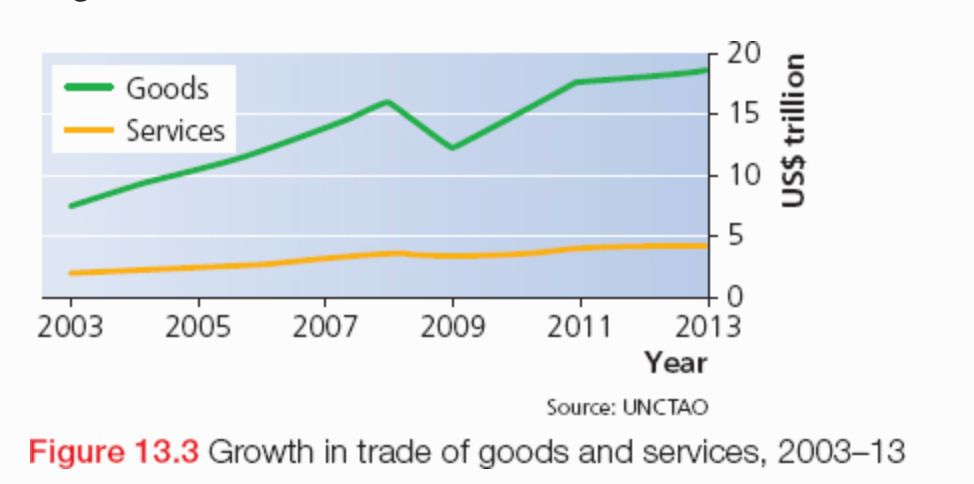 20
Goods
15
Services
10
5
0
US$ trillion
2003 2005 2007 2009 2011 2013
Year
Source: UNCTAO
Figure 13.3 Growth in trade of goods and services, 2003–13